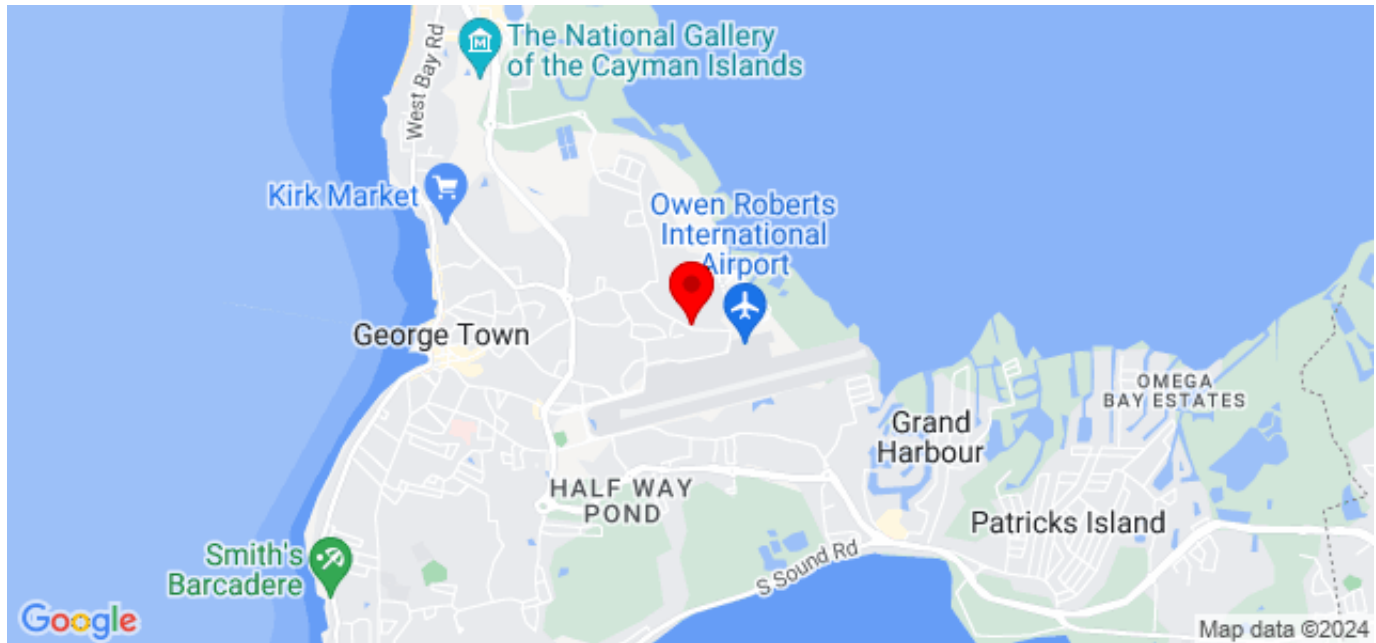 The National Gallery
of the Cayman Islands
West Bay Rd
Kirk Market
Owen Roberts
International
Airport
George Town
OMEGA
BAY ESTATES
Grand
Harbour
HALF WAY
POND
Patricks Island
Smith's
Barcadere
S Sound Rd
Google
Map data ©2024